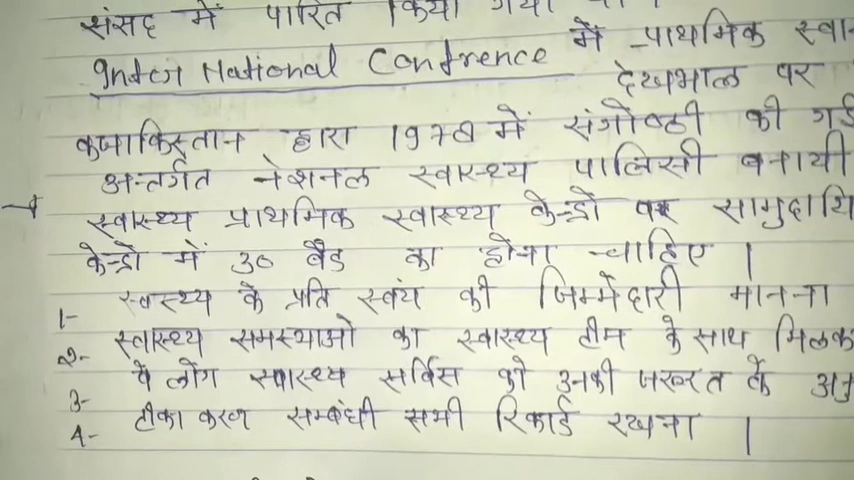 संसद में पारित किया गया
International Conference में प्राथमिक स्वा
देखभाल पर
कजाकिस्तान द्वारा 1978 में संगोष्ठी की गई
अन्तर्गत नेशनल स्वास्थ्य पालिसी बनायी
स्वास्थ्य प्राथमिक स्वास्थ्य केन्द्रो पर सामुदायि
केन्द्रो में 30 बैड का होना चाहिए |
1- स्वास्थ्य के प्रति स्वयं की जिम्मेदारी मानना
2- स्वास्थ्य समस्याओ का स्वास्थ्य टीम के साथ मिलक
3- वे लोग स्वास्थ्य सर्विस को उनकी जरूरत के अनु
4- टीका करण सम्बंधी सभी रिकार्ड रखना |